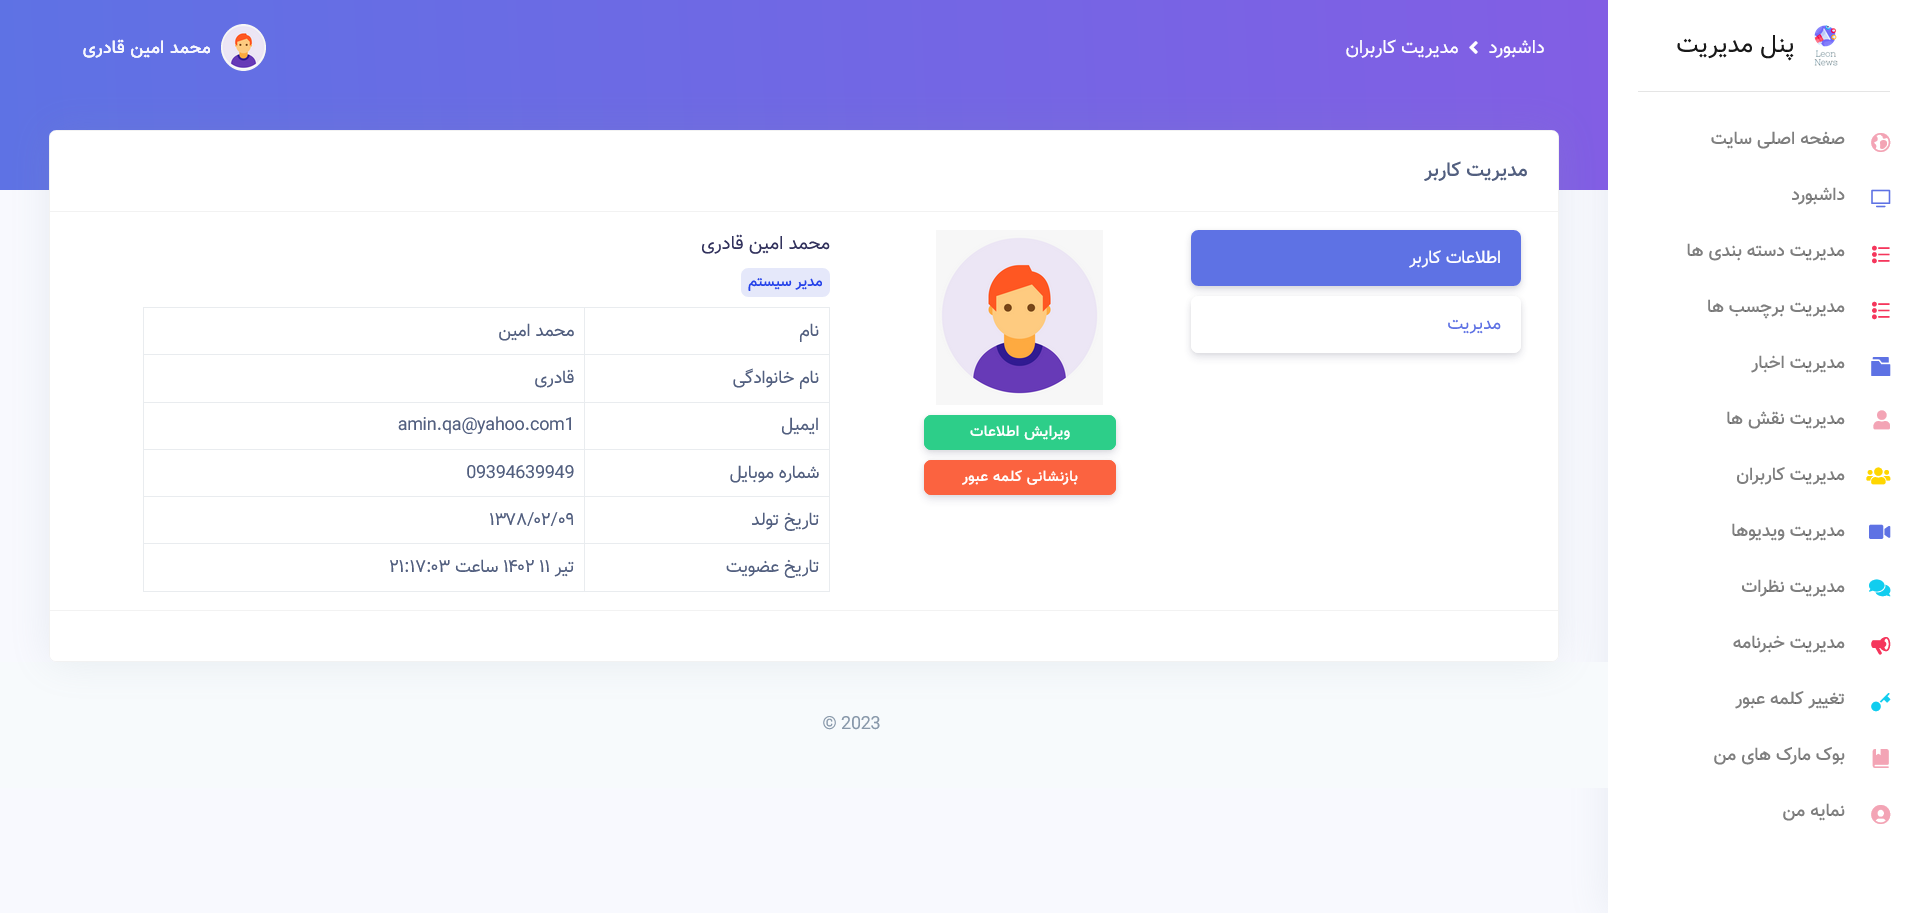 پنل مدیریت
Leon
News
صفحه اصلی سایت
داشبورد
مدیریت دسته بندی ها
مدیریت برچسب ها
مدیریت اخبار
مدیریت نقش ها
مدیریت کاربران
مدیریت ویدیوها
مدیریت نظرات
مدیریت خبرنامه
تغییر کلمه عبور
بوک مارک های من
نمایه من
داشبورد
مدیریت کاربران
محمد امین قادری
مدیریت کاربر
اطلاعات کاربر
مدیریت
ویرایش اطلاعات
بازنشانی کلمه عبور
محمد امین قادری
مدیر سیستم
نام محمد امین
نام خانوادگی قادری
ایمیل amin.qa@yahoo.com1
شماره موبایل 09394639949
تاریخ تولد ۱۳۷۸/۰۲/۰۹
تاریخ عضویت تیر ۱۱ ۱۴۰۲ ساعت ۲۱:۱۷:۰۳
© 2023